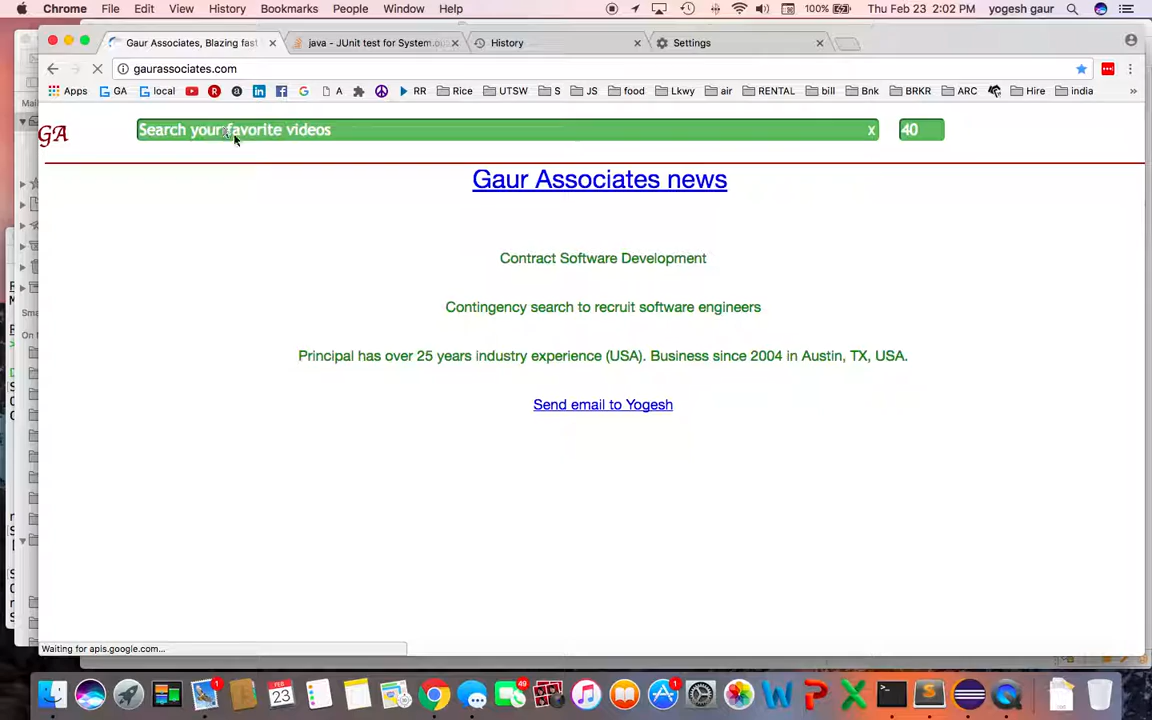 Chrome File Edit View History Bookmarks People Window Help 100% Thu Feb 23 2:02 PM yogesh gaur
Gaur Associates, Blazing fast java - JUnit test for System.ou History Settings
gaurassociates.com
Apps GA local A RR Rice UTSW S JS food Lkwy air RENTAL bill Bnk BRKR ARC Hire india
GA Search your favorite videos x 40
Gaur Associates news
Contract Software Development
Contingency search to recruit software engineers
Principal has over 25 years industry experience (USA). Business since 2004 in Austin, TX, USA.
Send email to Yogesh
Waiting for apis.google.com...